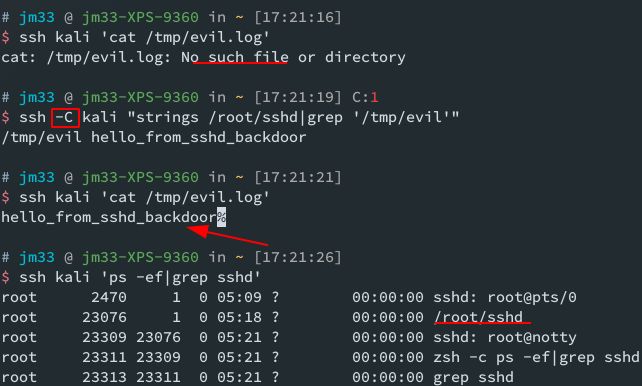 # jm33 @ jm33-XPS-9360 in ~ [17:21:16]
$ ssh kali 'cat /tmp/evil.log'
cat: /tmp/evil.log: No such file or directory
# jm33 @ jm33-XPS-9360 in ~ [17:21:19] C:1
$ ssh -C kali "strings /root/sshd|grep '/tmp/evil'"
/tmp/evil hello_from_sshd_backdoor
# jm33 @ jm33-XPS-9360 in ~ [17:21:21]
$ ssh kali 'cat /tmp/evil.log'
hello_from_sshd_backdoor%
# jm33 @ jm33-XPS-9360 in ~ [17:21:26]
$ ssh kali 'ps -ef|grep sshd'
root 2470 1 0 05:09 ? 00:00:00 sshd: root@pts/0
root 23076 1 0 05:18 ? 00:00:00 /root/sshd
root 23309 23076 0 05:21 ? 00:00:00 sshd: root@notty
root 23311 23309 0 05:21 ? 00:00:00 zsh -c ps -ef|grep sshd
root 23313 23311 0 05:21 ? 00:00:00 grep sshd